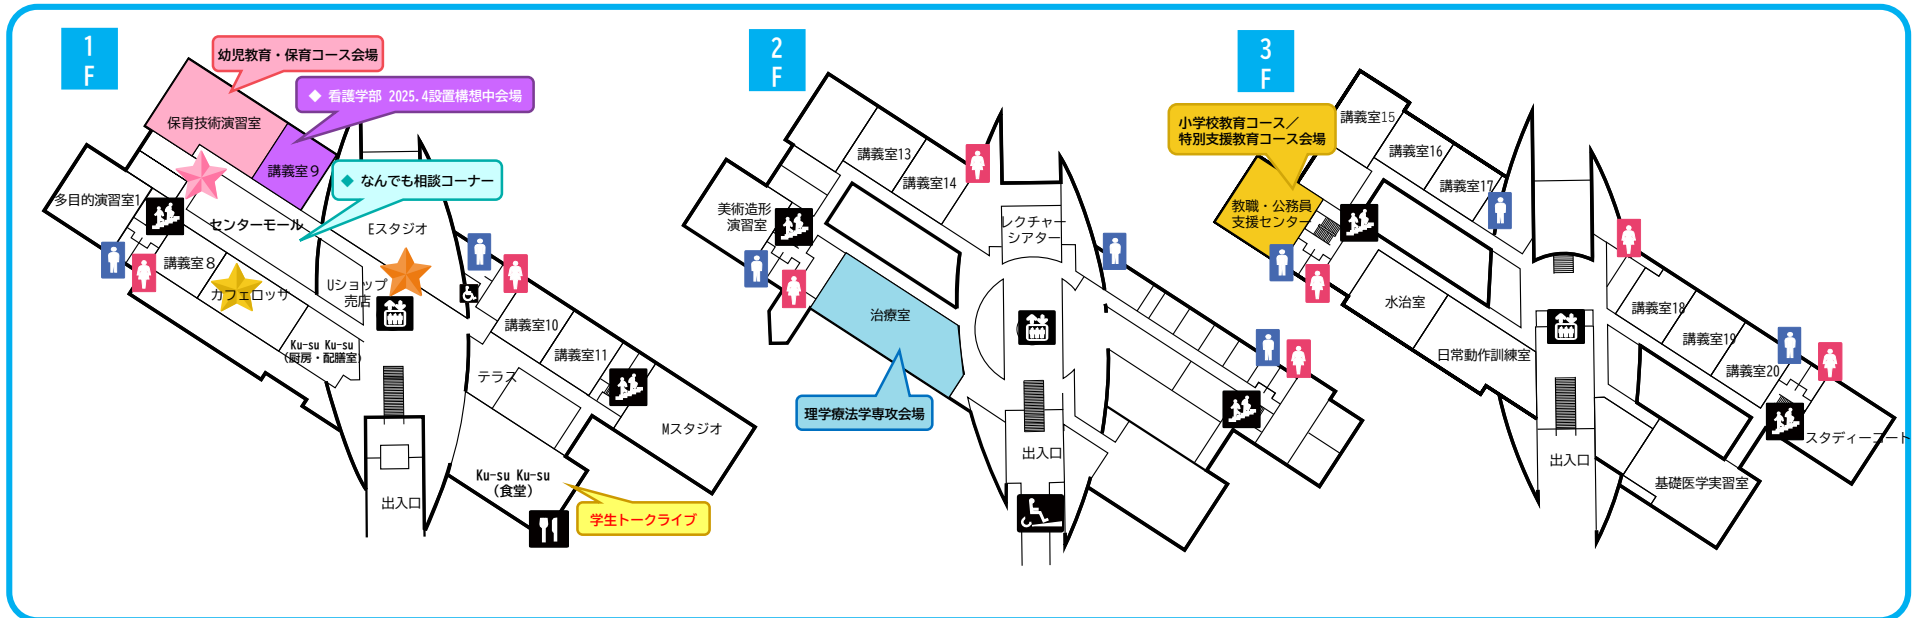 1
F
幼児教育・保育コース会場
◆ 看護学部 2025.4設置構想中会場
保育技術演習室
講義室9
◆ なんでも相談コーナー
多目的演習室1
センターモール
Eスタジオ
講義室8
カフェロッサ
Uショップ
売店
Ku-su Ku-su
(厨房・配膳室)
講義室10
講義室11
テラス
Mスタジオ
Ku-su Ku-su
(食堂)
出入口
学生トークライブ
2
F
講義室13
講義室14
美術造形
演習室
レクチャー
シアター
治療室
理学療法学専攻会場
出入口
3
F
小学校教育コース／
特別支援教育コース会場
講義室15
講義室16
講義室17
教職・公務員
支援センター
水治室
日常動作訓練室
講義室18
講義室19
講義室20
スタディーコート
出入口
基礎医学実習室